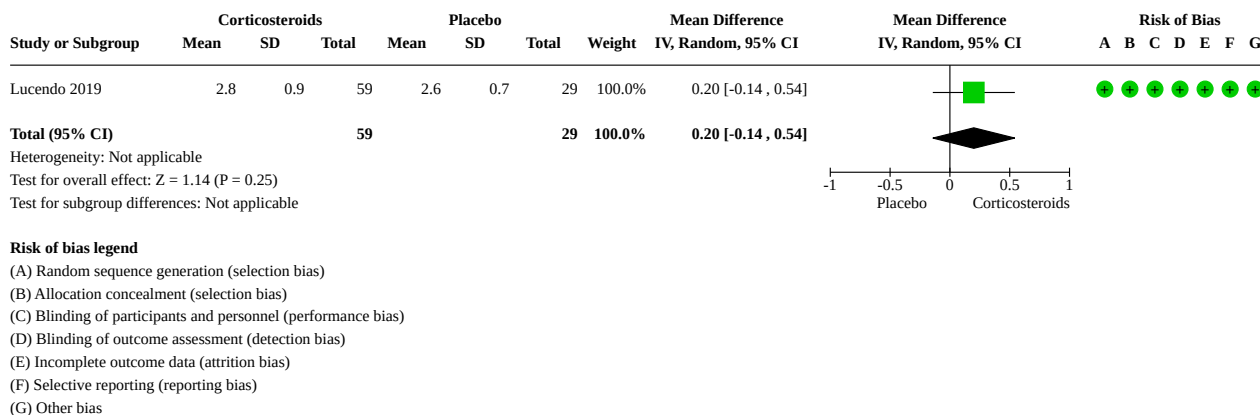 Corticosteroids Placebo Mean Difference Mean Difference Risk of Bias
Study or Subgroup Mean SD Total Mean SD Total Weight IV, Random, 95% CI IV, Random, 95% CI A B C D E F G
Lucendo 2019 2.8 0.9 59 2.6 0.7 29 100.0% 0.20 [-0.14 , 0.54] + + + + + + +
Total (95% CI) 59 29 100.0% 0.20 [-0.14 , 0.54]
Heterogeneity: Not applicable
Test for overall effect: Z = 1.14 (P = 0.25)
-1 -0.5 0 0.5 1
Test for subgroup differences: Not applicable
Placebo Corticosteroids
Risk of bias legend
(A) Random sequence generation (selection bias)
(B) Allocation concealment (selection bias)
(C) Blinding of participants and personnel (performance bias)
(D) Blinding of outcome assessment (detection bias)
(E) Incomplete outcome data (attrition bias)
(F) Selective reporting (reporting bias)
(G) Other bias